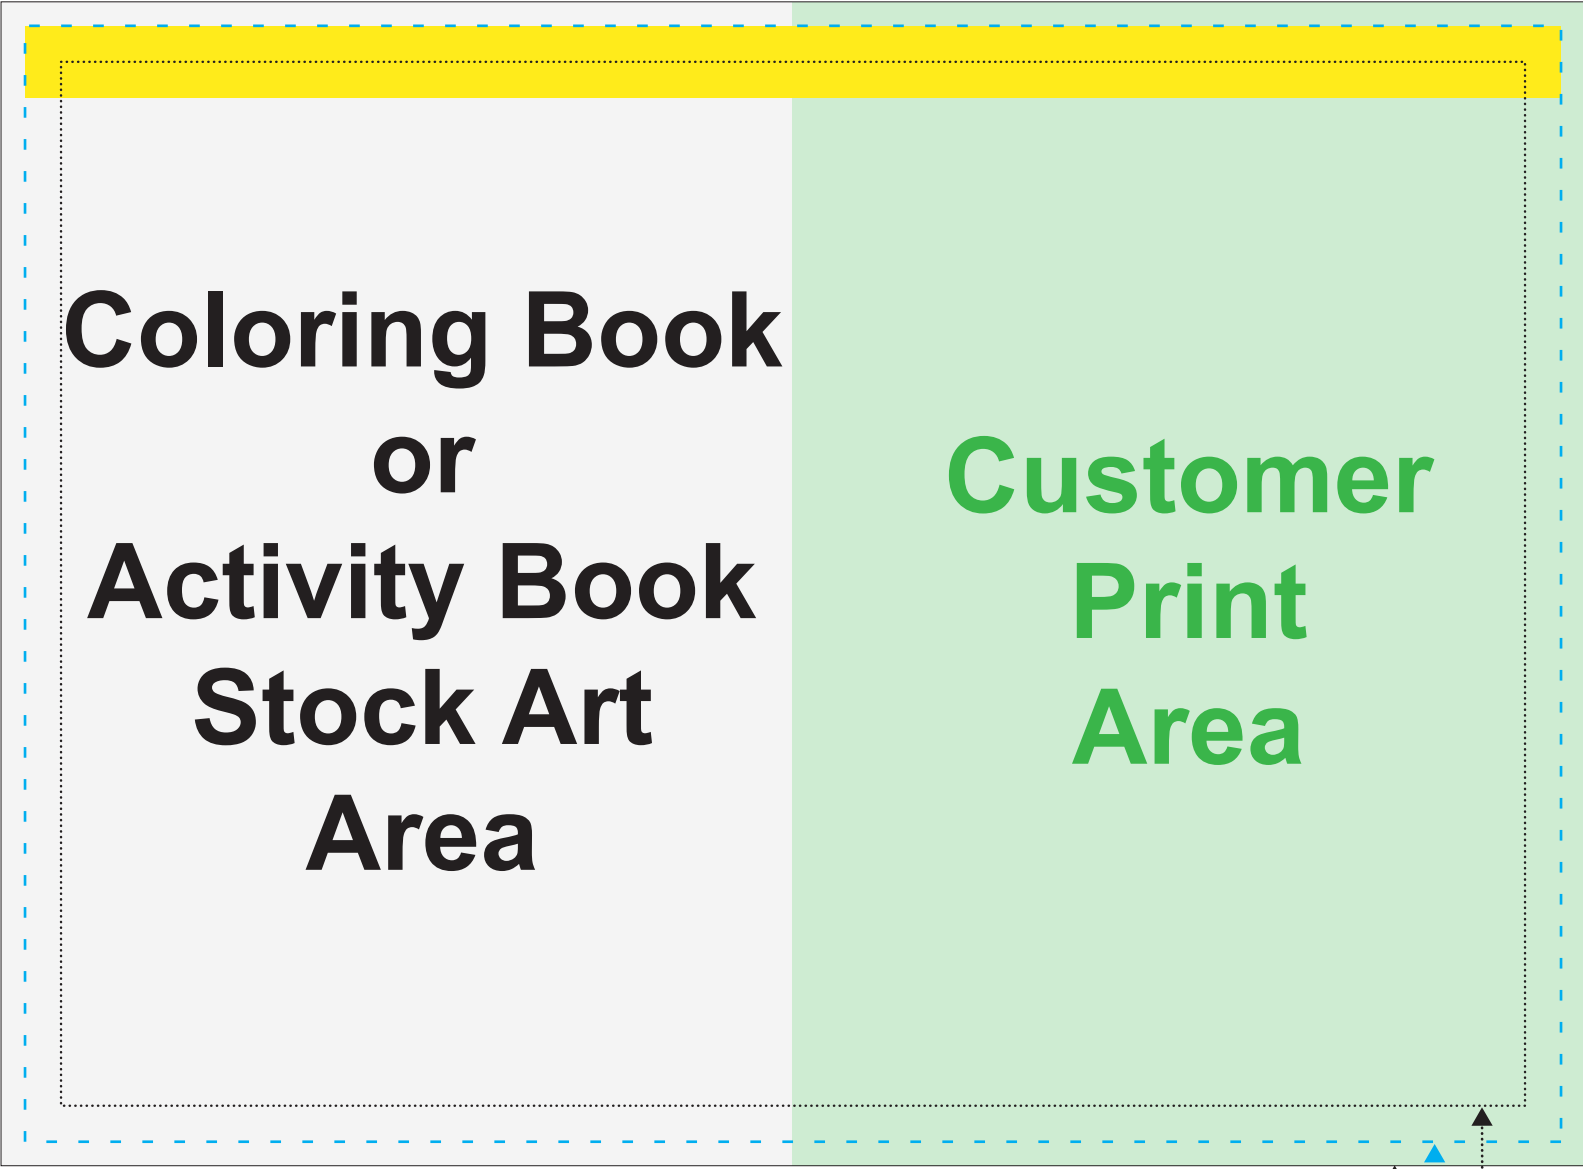 Coloring Book
or
Activity Book
Stock Art
Area
Customer
Print
Area